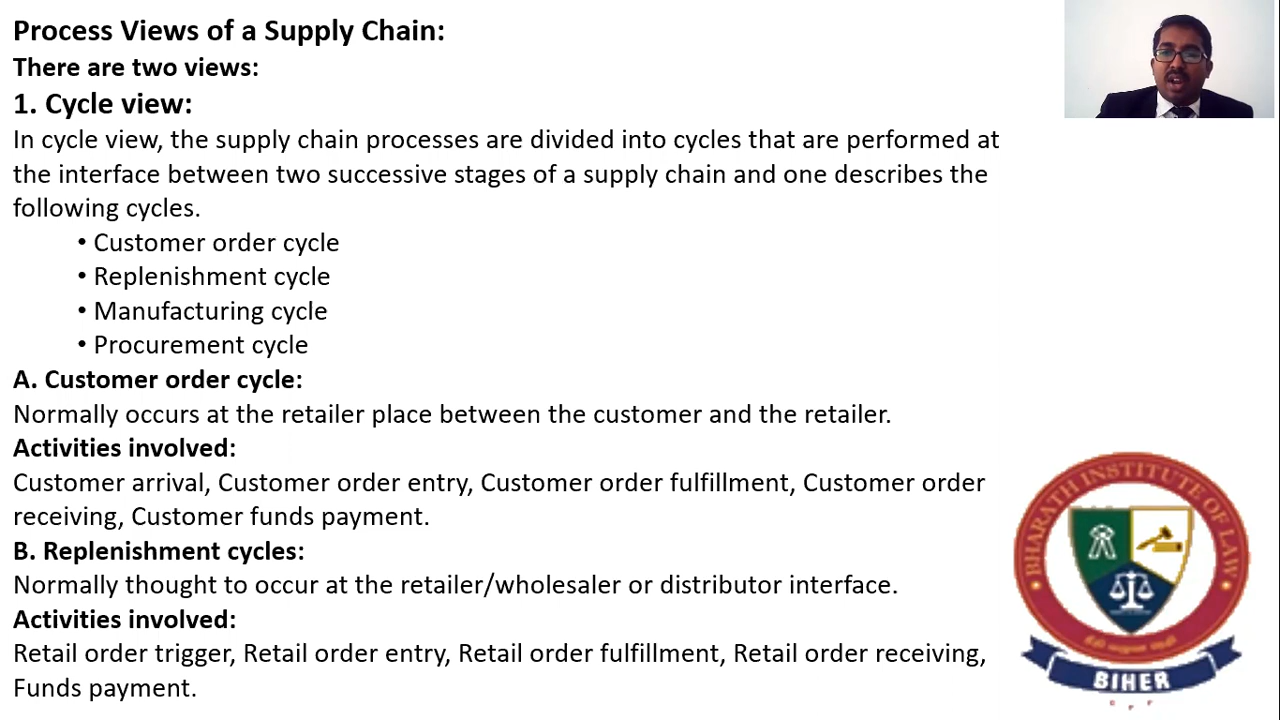 Process Views of a Supply Chain:
There are two views:
1. Cycle view:
In cycle view, the supply chain processes are divided into cycles that are performed at
the interface between two successive stages of a supply chain and one describes the
following cycles.
• Customer order cycle
• Replenishment cycle
• Manufacturing cycle
• Procurement cycle
A. Customer order cycle:
Normally occurs at the retailer place between the customer and the retailer.
Activities involved:
Customer arrival, Customer order entry, Customer order fulfillment, Customer order
receiving, Customer funds payment.
B. Replenishment cycles:
Normally thought to occur at the retailer/wholesaler or distributor interface.
Activities involved:
Retail order trigger, Retail order entry, Retail order fulfillment, Retail order receiving,
Funds payment.
BHARATH INSTITUTE OF LAW
BIHER